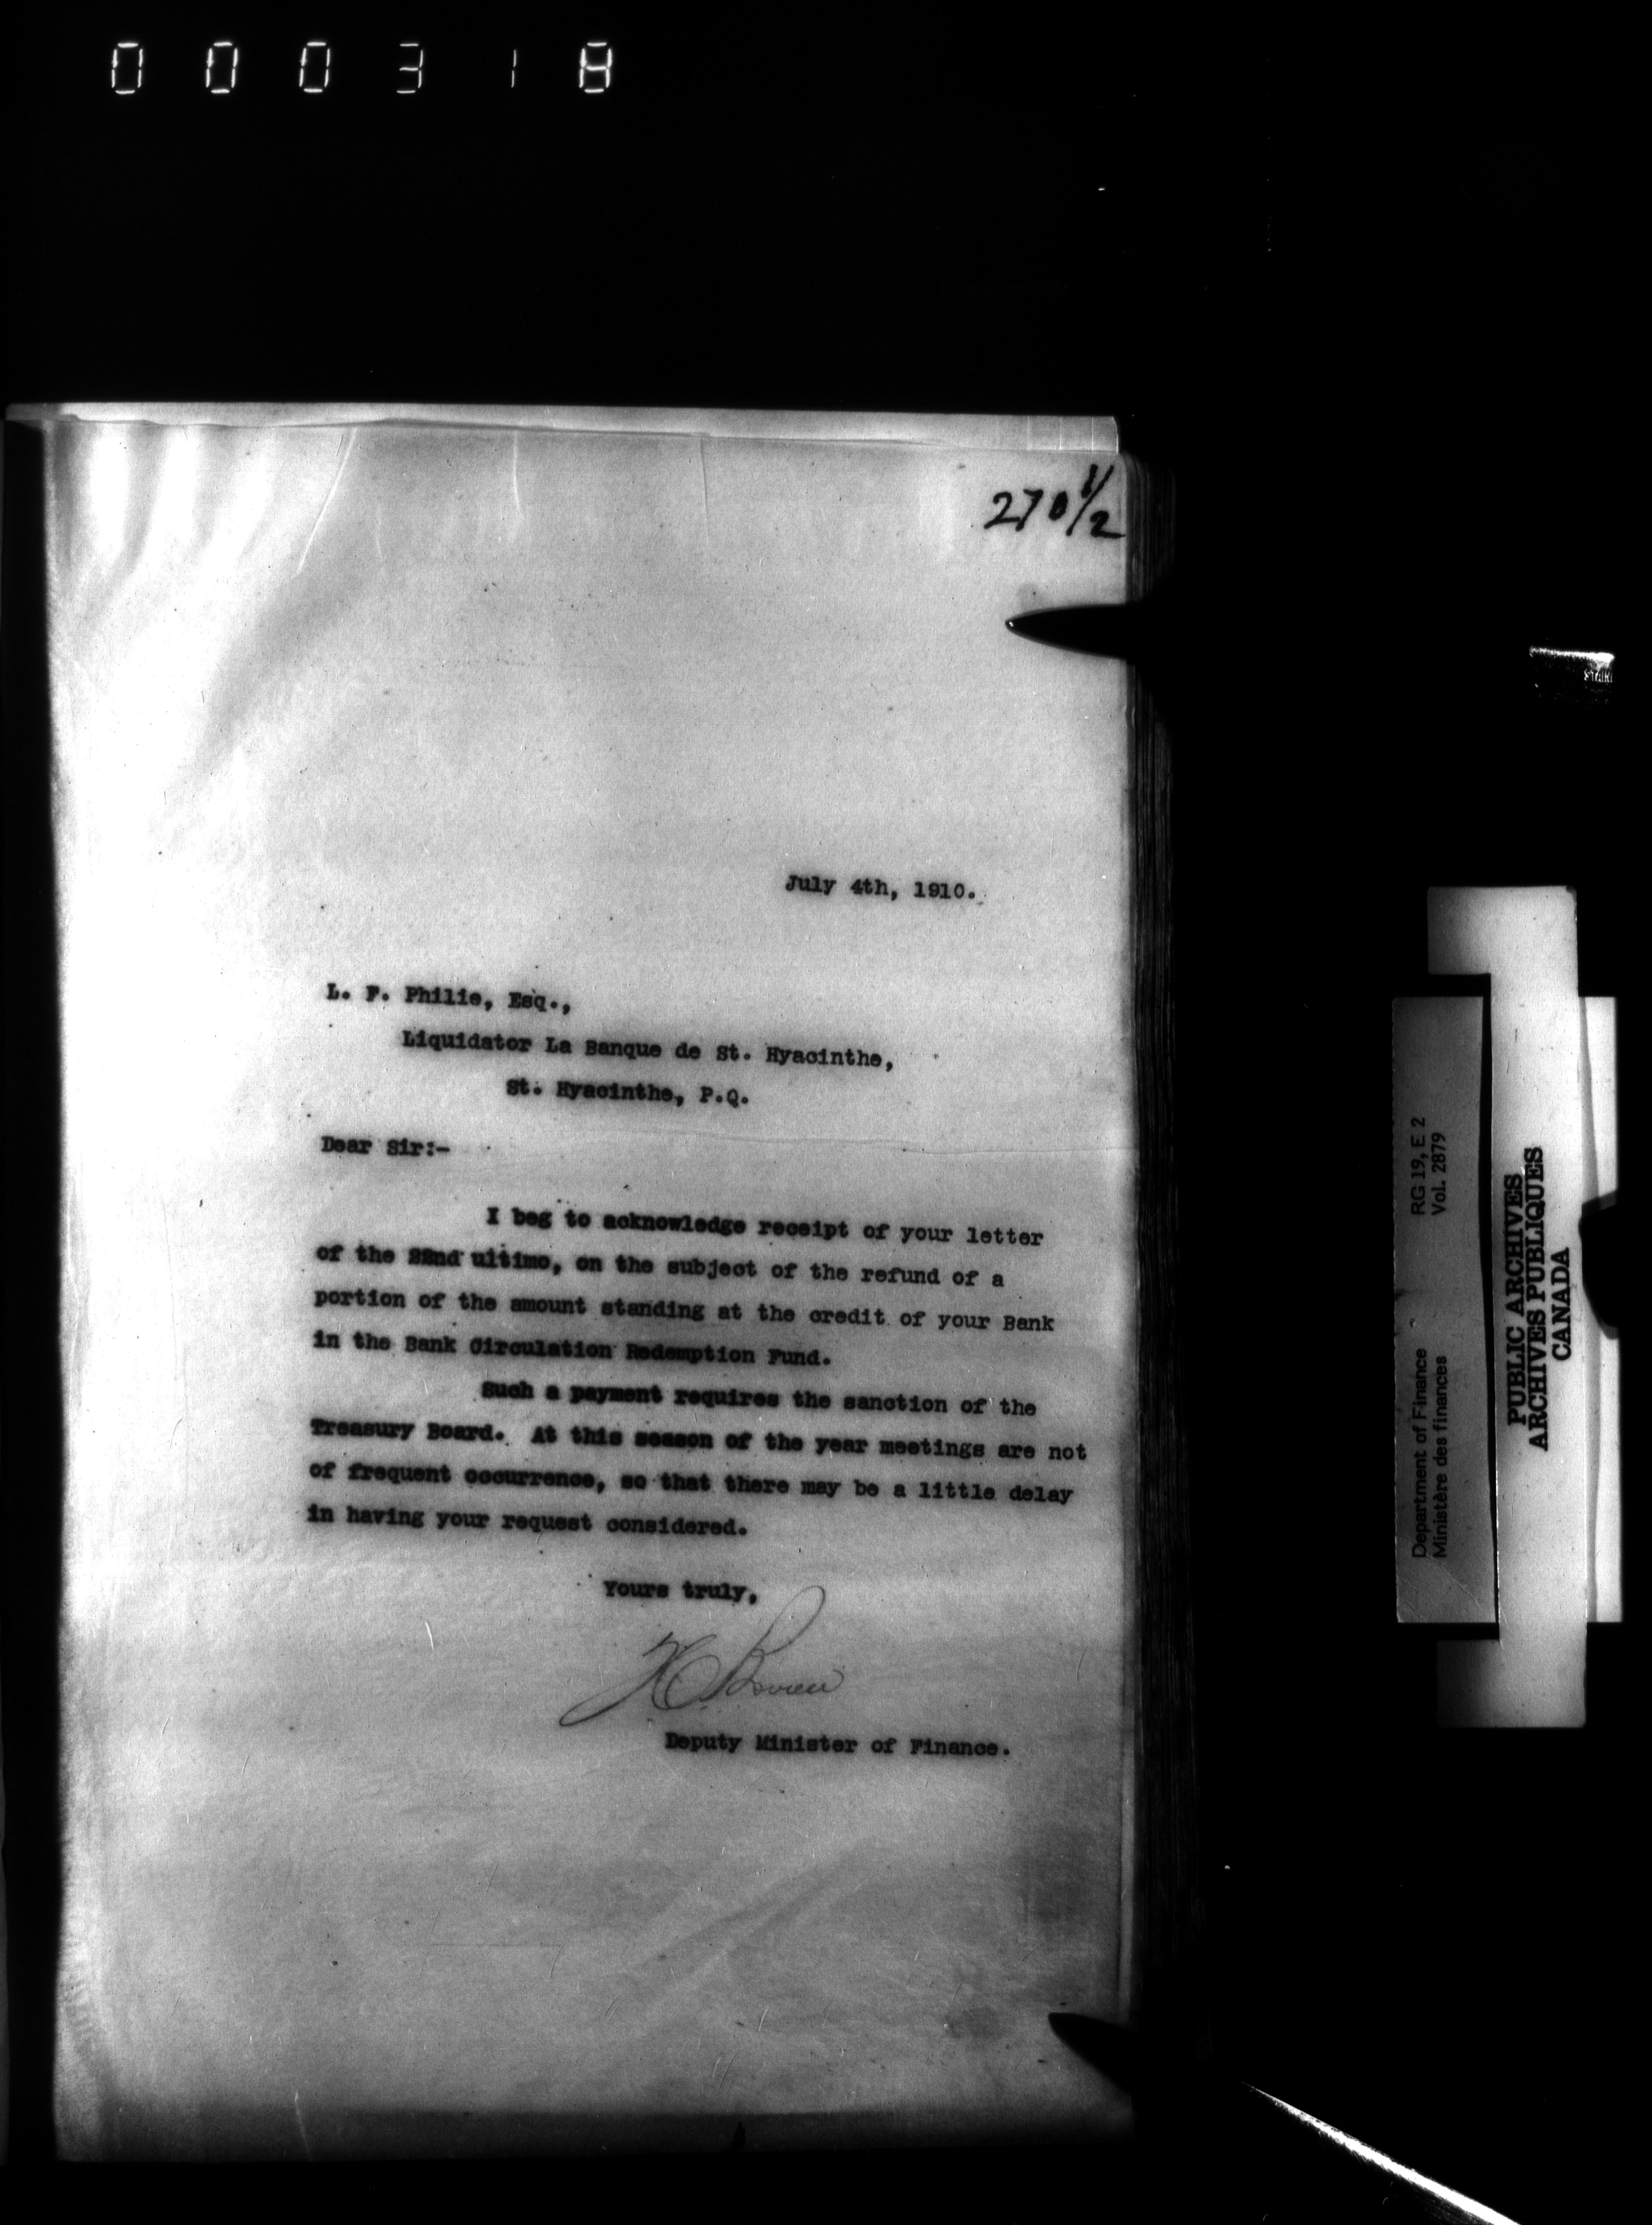 000318
270 1/2
July 4th, 1910.
L. F. Philie, Esq.,
Liquidator La Banque de St. Hyacinthe,
St. Hyacinthe, P.Q.
Dear Sir:-
I beg to acknowledge receipt of your letter
of the 22nd ultimo, on the subject of the refund of a
portion of the amount standing at the credit of your Bank
in the Bank Circulation Redemption Fund.
Such a payment requires the sanction of the
Treasury Board. At this season of the year meetings are not
of frequent occurrence, so that there may be a little delay
in having your request considered.
Yours truly,
Deputy Minister of Finance.
Department of Finance RG 19, E 2
Ministère des finances Vol. 2879
PUBLIC ARCHIVES
ARCHIVES PUBLIQUES
CANADA